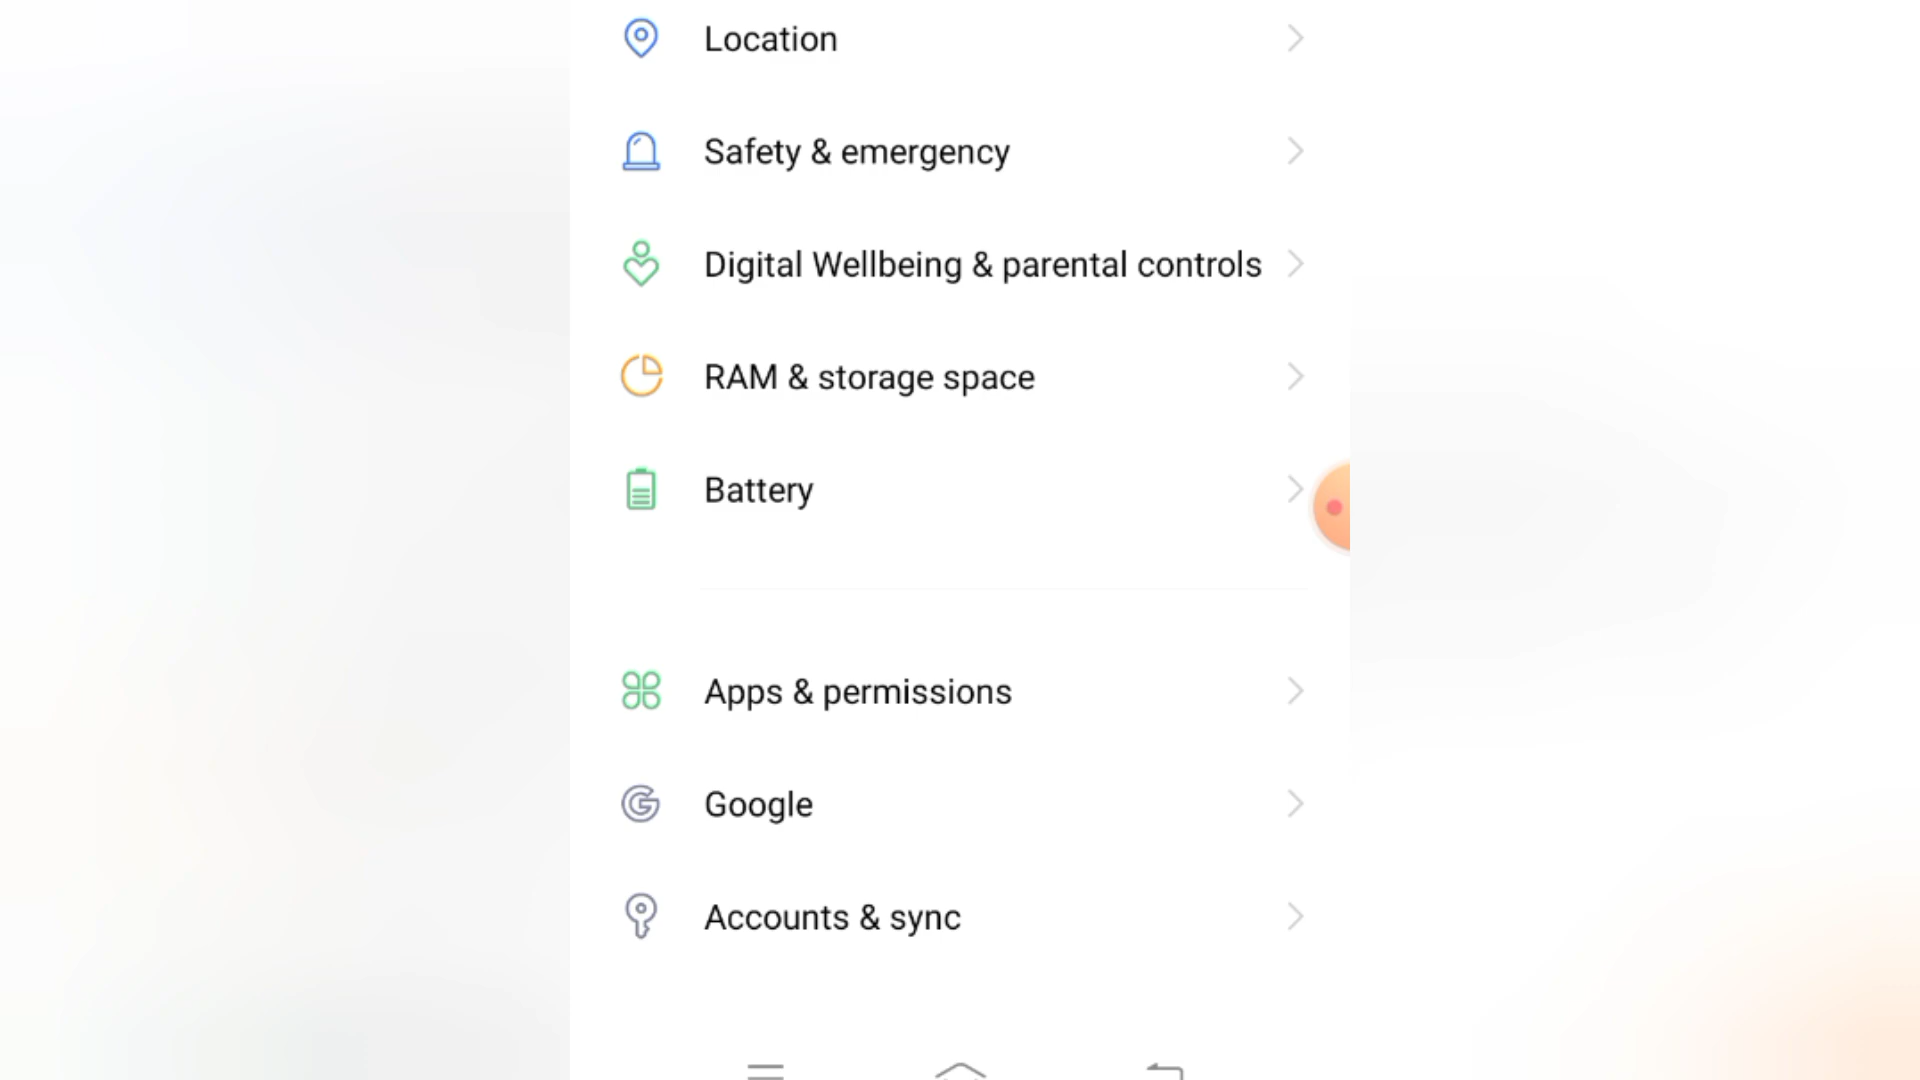 Location
Safety & emergency
Digital Wellbeing & parental controls
RAM & storage space
Battery
Apps & permissions
Google
Accounts & sync